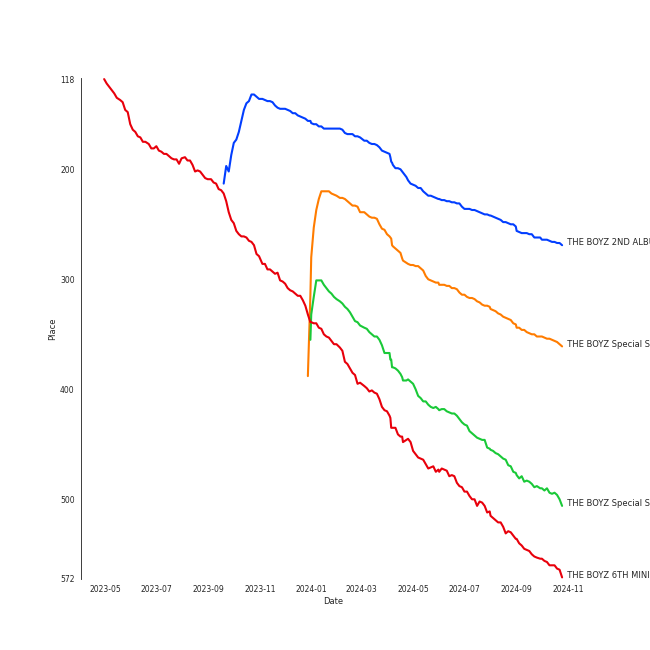 118
200
300
400
500
572
Place
2023-05
2023-07
2023-09
2023-11
2024-01
2024-03
2024-05
2024-07
2024-09
2024-11
Date
THE BOYZ 2ND ALB
THE BOYZ Special S
THE BOYZ Special S
THE BOYZ 6TH MINI